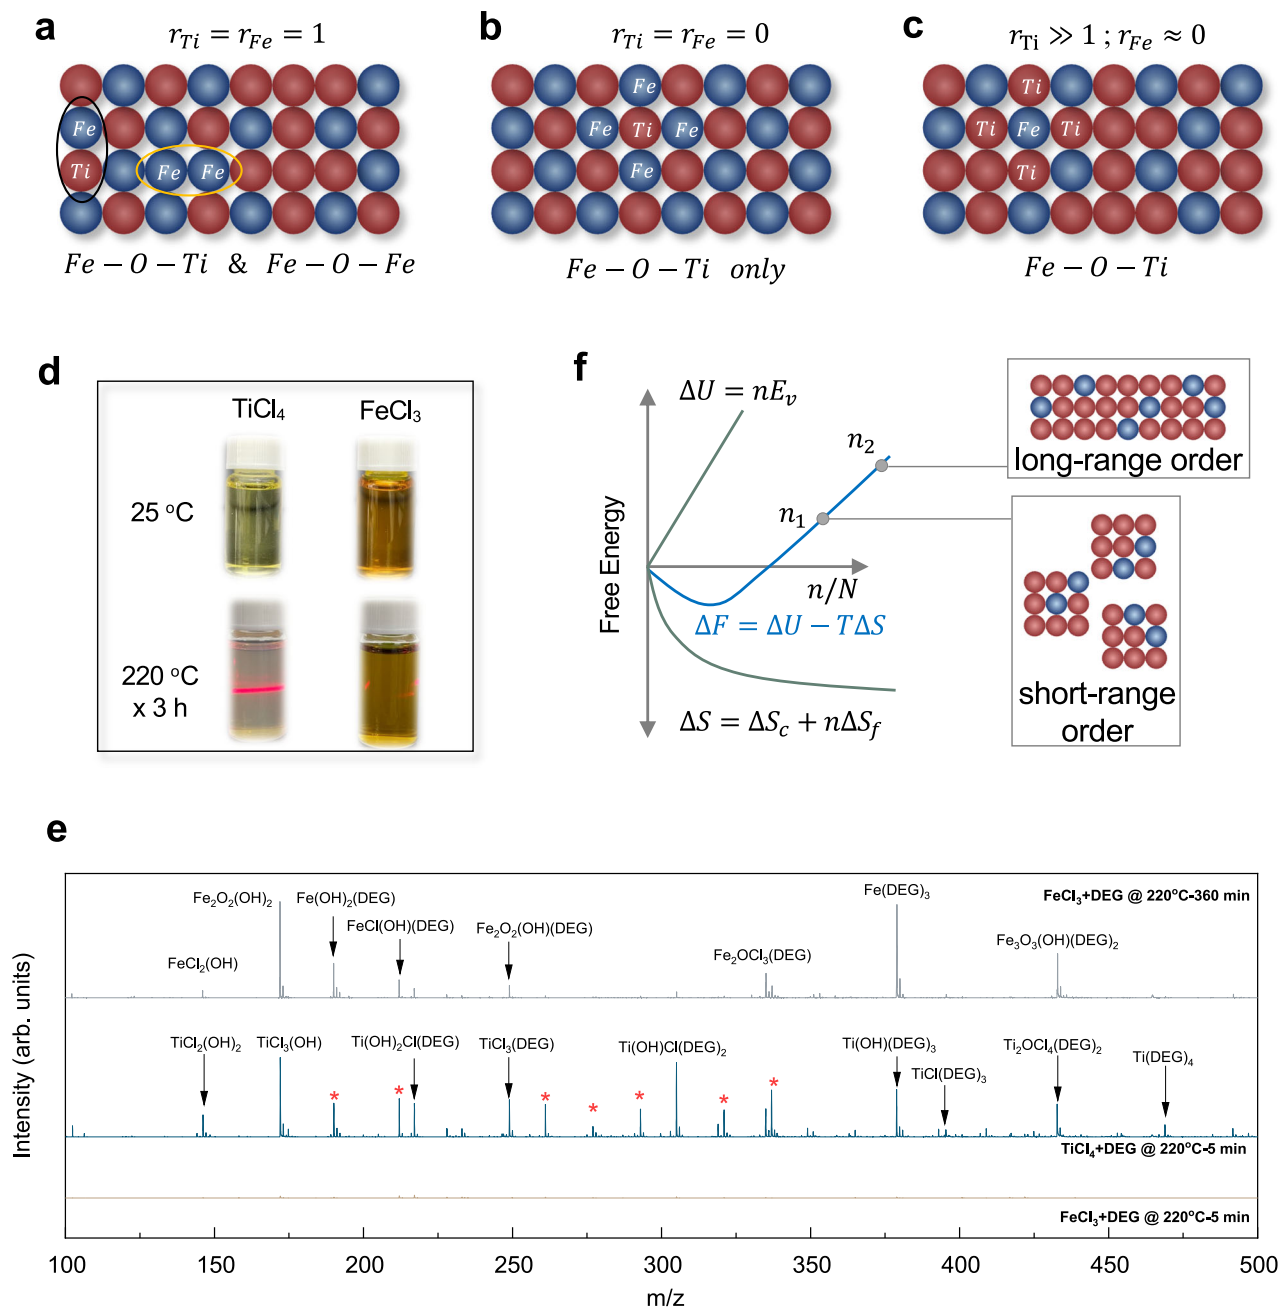 a
r_Ti = r_Fe = 1
Fe
Ti
Fe Fe
Fe − O − Ti & Fe − O − Fe
b
r_Ti = r_Fe = 0
Fe
Fe Ti Fe
Fe
Fe − O − Ti only
c
r_Ti ≫ 1 ; r_Fe ≈ 0
Ti
Ti Fe Ti
Ti
Fe − O − Ti
d
TiCl₄ FeCl₃
25 °C
220 °C
x 3 h
f
Free Energy
ΔU = nE_v
n₂
n₁
n/N
ΔF = ΔU − TΔS
ΔS = ΔS_c + nΔS_f
long-range order
short-range
order
e
Intensity (arb. units)
FeCl₃+DEG @ 220°C-360 min
FeCl₂(OH)
Fe₂O₂(OH)₂
Fe(OH)₂(DEG)
FeCl(OH)(DEG)
Fe₂O₂(OH)(DEG)
Fe₂OCl₃(DEG)
Fe(DEG)₃
Fe₃O₃(OH)(DEG)₂
TiCl₂(OH)₂
TiCl₃(OH)
Ti(OH)₂Cl(DEG)
TiCl₃(DEG)
Ti(OH)Cl(DEG)₂
Ti(OH)(DEG)₃
TiCl(DEG)₃
Ti₂OCl₄(DEG)₂
Ti(DEG)₄
* * * * * * *
TiCl₄+DEG @ 220°C-5 min
FeCl₃+DEG @ 220°C-5 min
100 150 200 250 300 350 400 450 500
m/z